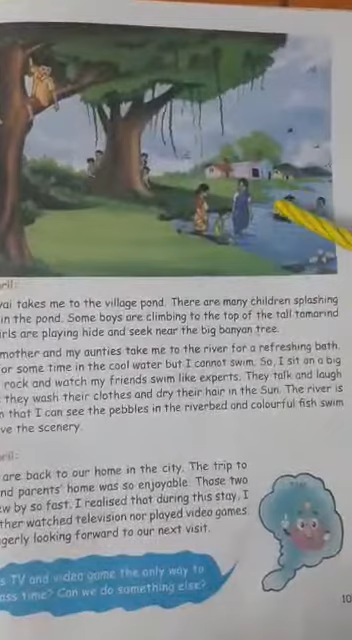 ril:
vai takes me to the village pond. There are many children splashing
in the pond. Some boys are climbing to the top of the tall tamarind
irls are playing hide and seek near the big banyan tree.
mother and my aunties take me to the river for a refreshing bath.
or some time in the cool water but I cannot swim. So, I sit on a big
rock and watch my friends swim like experts. They talk and laugh
they wash their clothes and dry their hair in the Sun. The river is
n that I can see the pebbles in the riverbed and colourful fish swim
ve the scenery.
ril:
are back to our home in the city. The trip to
nd parents' home was so enjoyable. Those two
ew by so fast. I realised that during this stay, I
ther watched television nor played video games.
gerly looking forward to our next visit.
s TV and video game the only way to
ass time? Can we do something else?
10